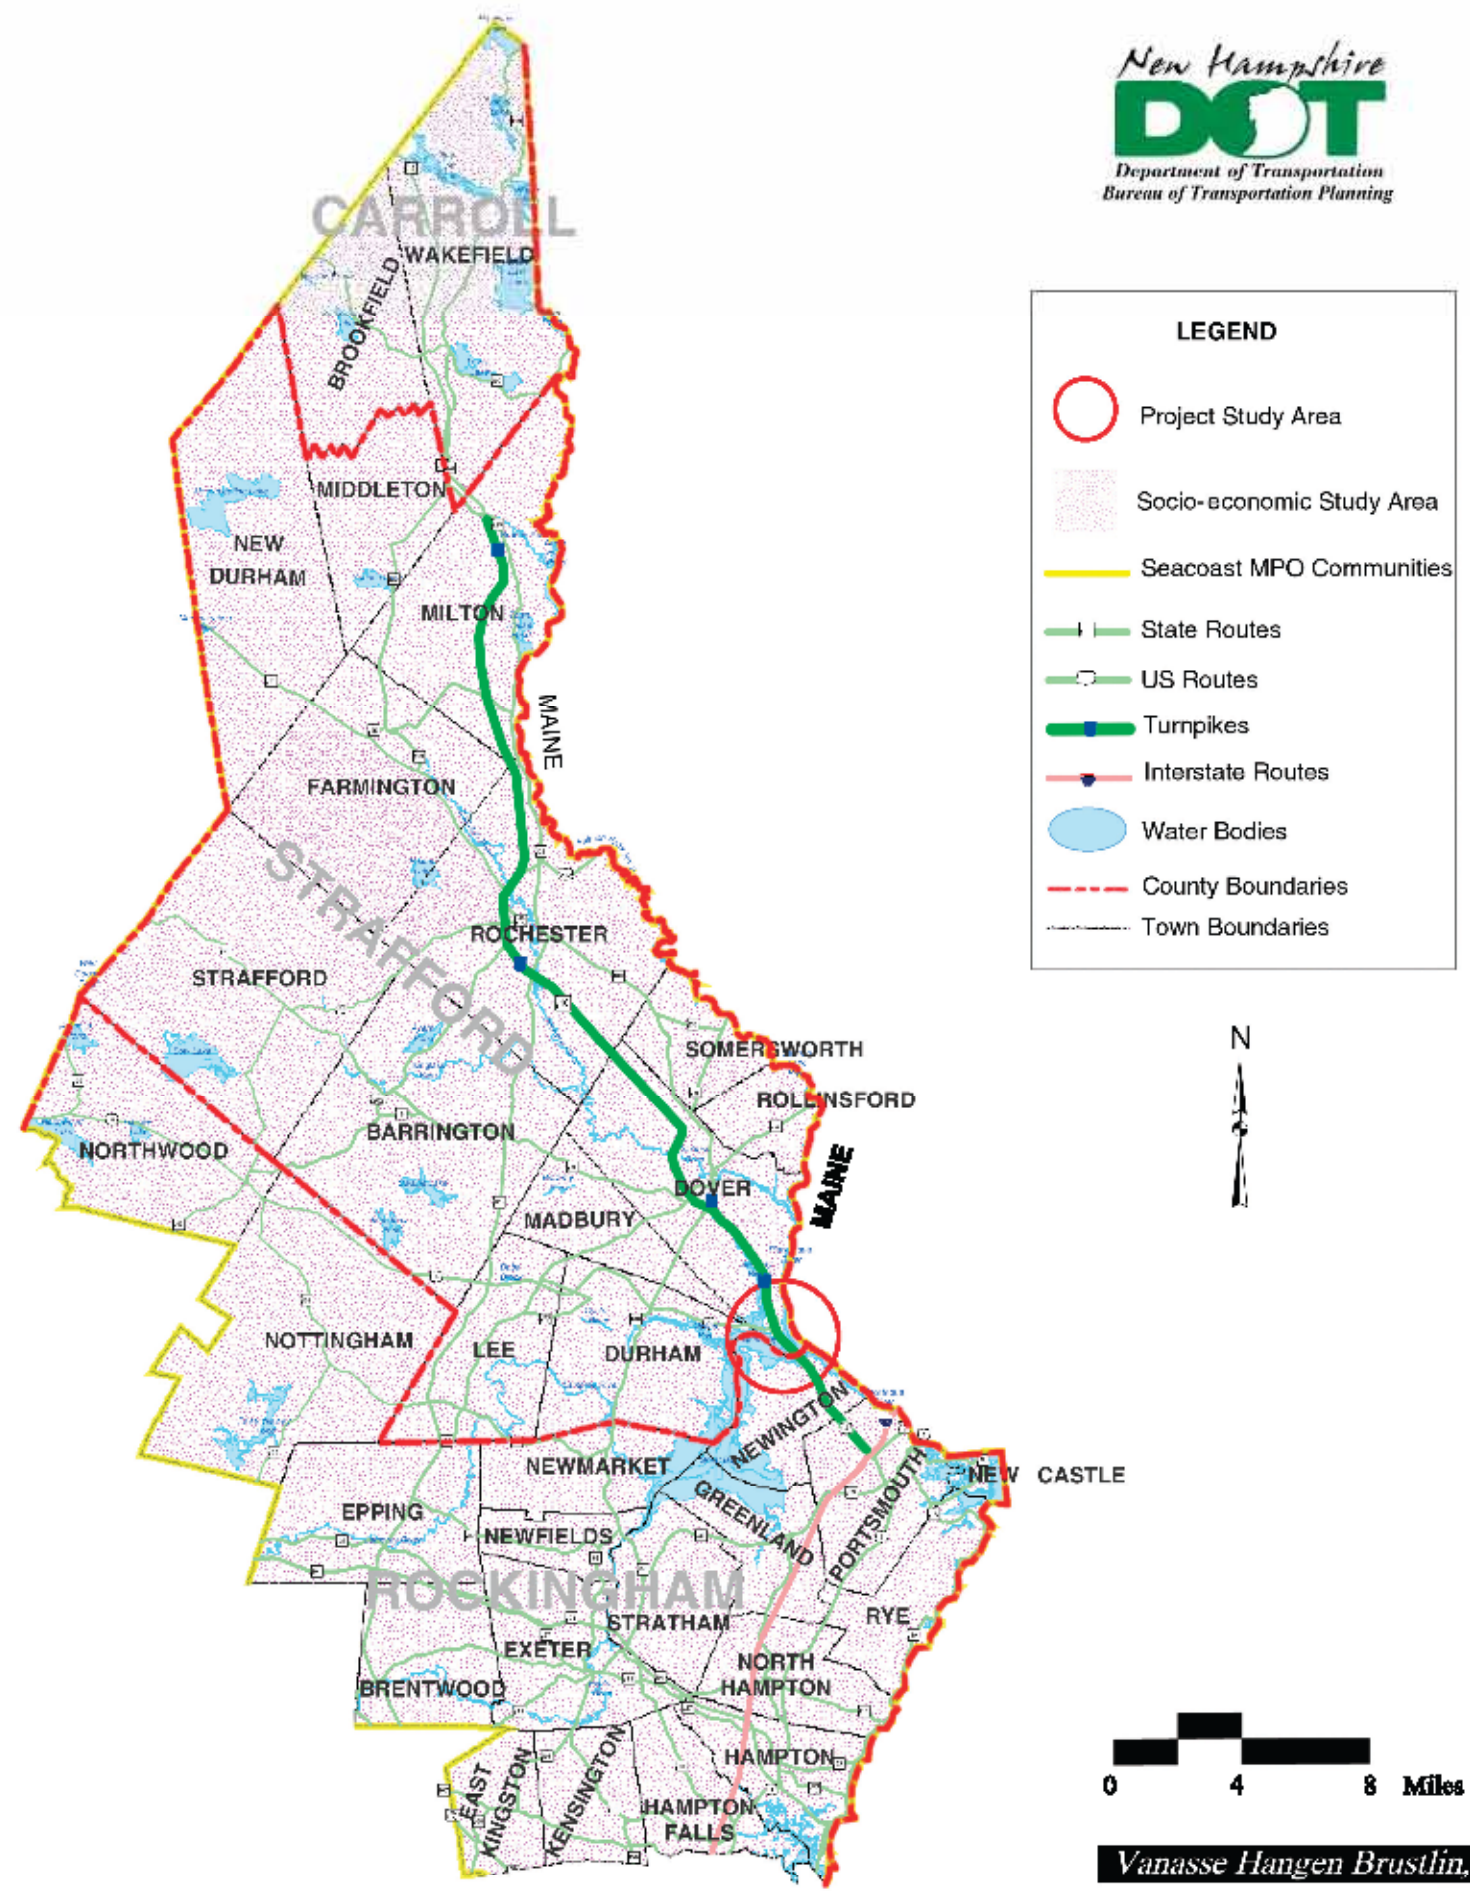 New Hampshire
DOT
Department of Transportation
Bureau of Transportation Planning
LEGEND
Project Study Area
Socio-economic Study Area
Seacoast MPO Communities
State Routes
US Routes
Turnpikes
Interstate Routes
Water Bodies
County Boundaries
Town Boundaries
CARROLL
WAKEFIELD
BROOKFIELD
MIDDLETON
NEW
DURHAM
MILTON
MAINE
FARMINGTON
STRAFFORD
ROCHESTER
STRAFFORD
SOMERSWORTH
ROLLINSFORD
BARRINGTON
NORTHWOOD
MAINE
DOVER
MADBURY
NOTTINGHAM
LEE
DURHAM
NEWINGTON
NEWMARKET
NEW CASTLE
GREENLAND
PORTSMOUTH
EPPING
NEWFIELDS
ROCKINGHAM
STRATHAM
RYE
EXETER
NORTH
HAMPTON
BRENTWOOD
HAMPTON
EAST
KINGSTON
KENSINGTON
HAMPTON
FALLS
N
0 4 8 Miles
Vanasse Hangen Brustlin,